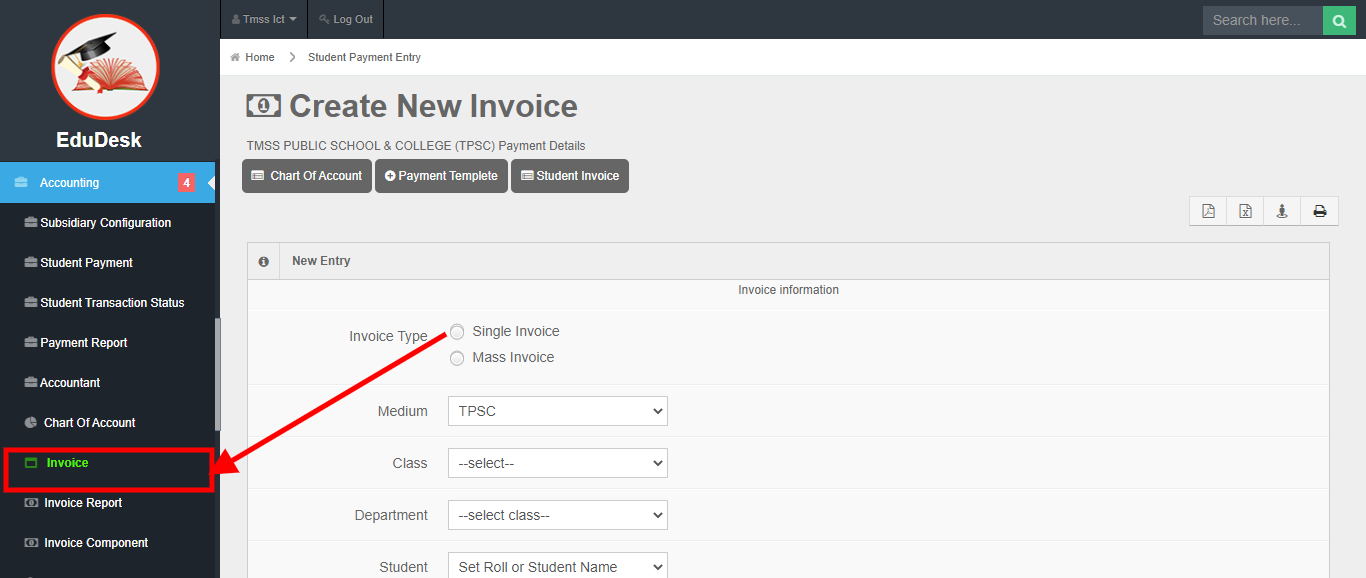 Tmss Ict
Log Out
Search here...
Home
Student Payment Entry
EduDesk
Accounting
4
Subsidiary Configuration
Student Payment
Student Transaction Status
Payment Report
Accountant
Chart Of Account
Invoice
Invoice Report
Invoice Component
Create New Invoice
TMSS PUBLIC SCHOOL & COLLEGE (TPSC) Payment Details
Chart Of Account
Payment Templete
Student Invoice
New Entry
Invoice information
Invoice Type
Single Invoice
Mass Invoice
Medium
TPSC
Class
--select--
Department
--select class--
Student
Set Roll or Student Name